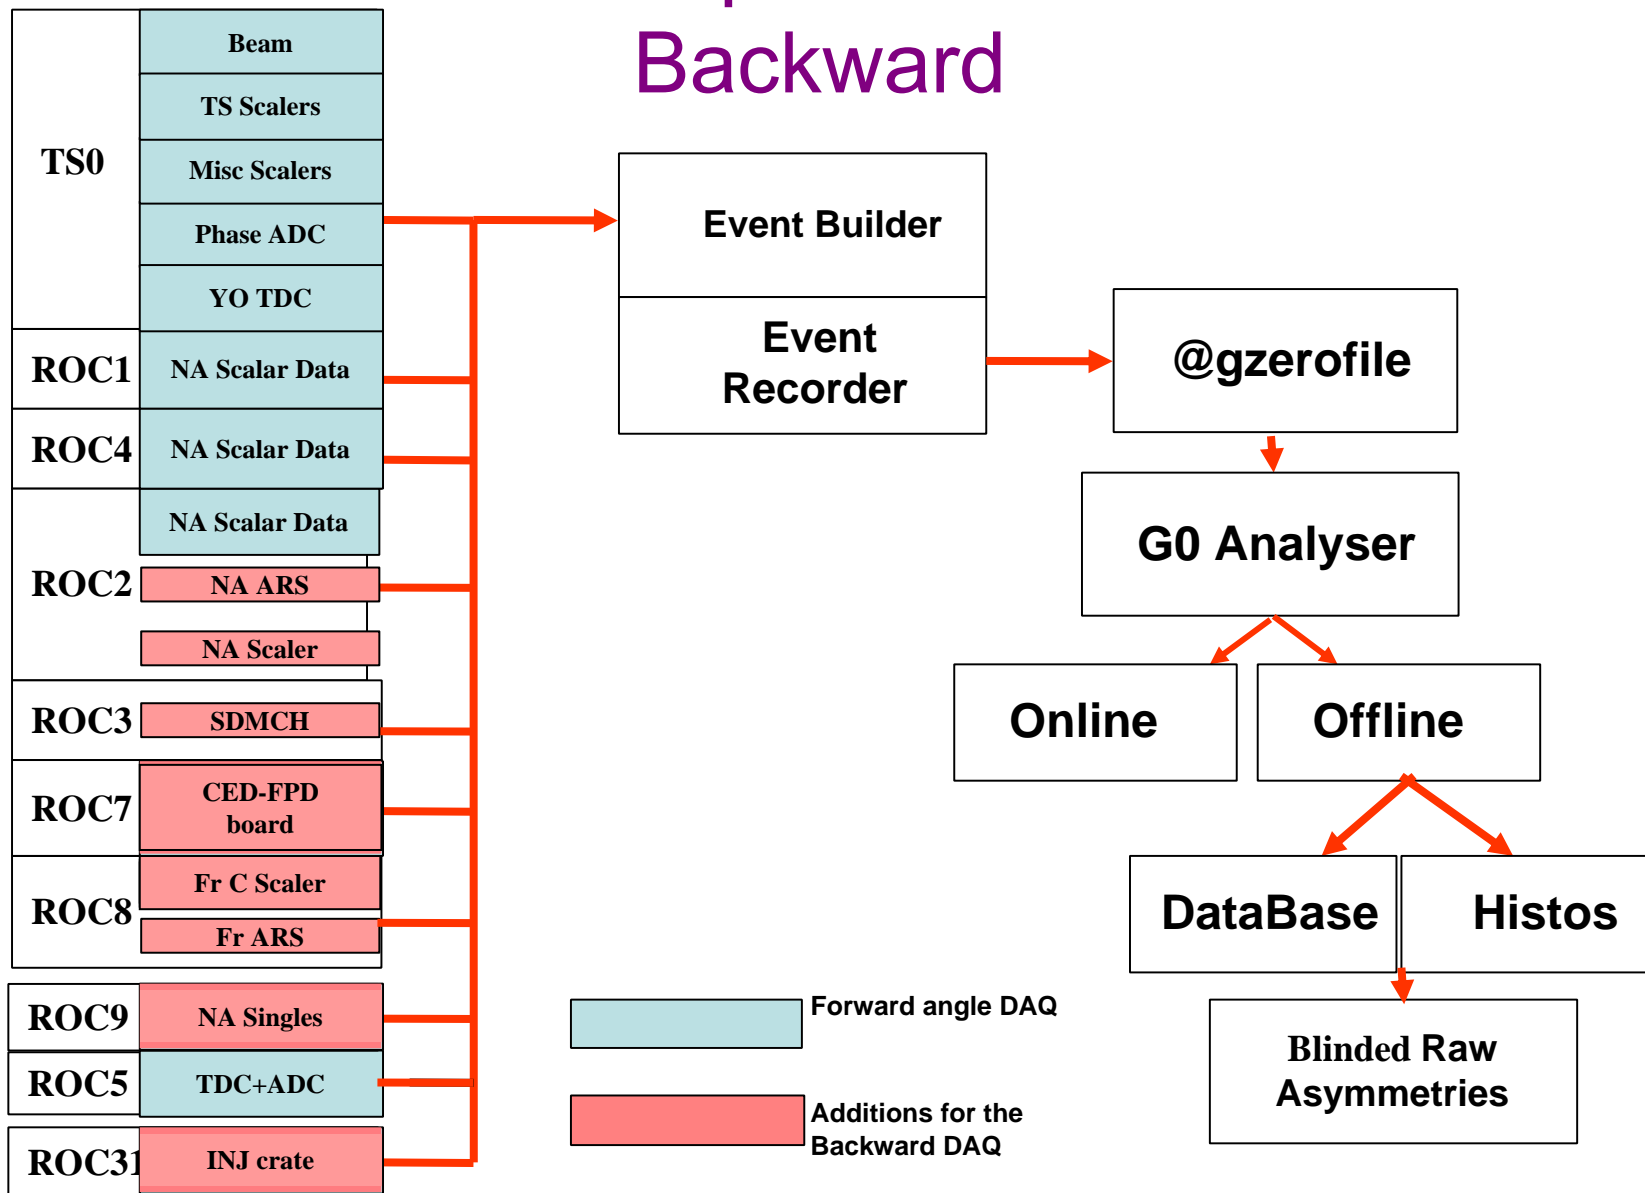 Backward
TS0
Beam
TS Scalers
Misc Scalers
Phase ADC
YO TDC
ROC1
NA Scalar Data
ROC4
NA Scalar Data
ROC2
NA Scalar Data
NA ARS
NA Scaler
ROC3
SDMCH
ROC7
CED-FPD
board
ROC8
Fr C Scaler
Fr ARS
ROC9
NA Singles
ROC5
TDC+ADC
ROC31
INJ crate
Event Builder
Event
Recorder
@gzerofile
G0 Analyser
Online
Offline
DataBase
Histos
Blinded Raw
Asymmetries
Forward angle DAQ
Additions for the
Backward DAQ